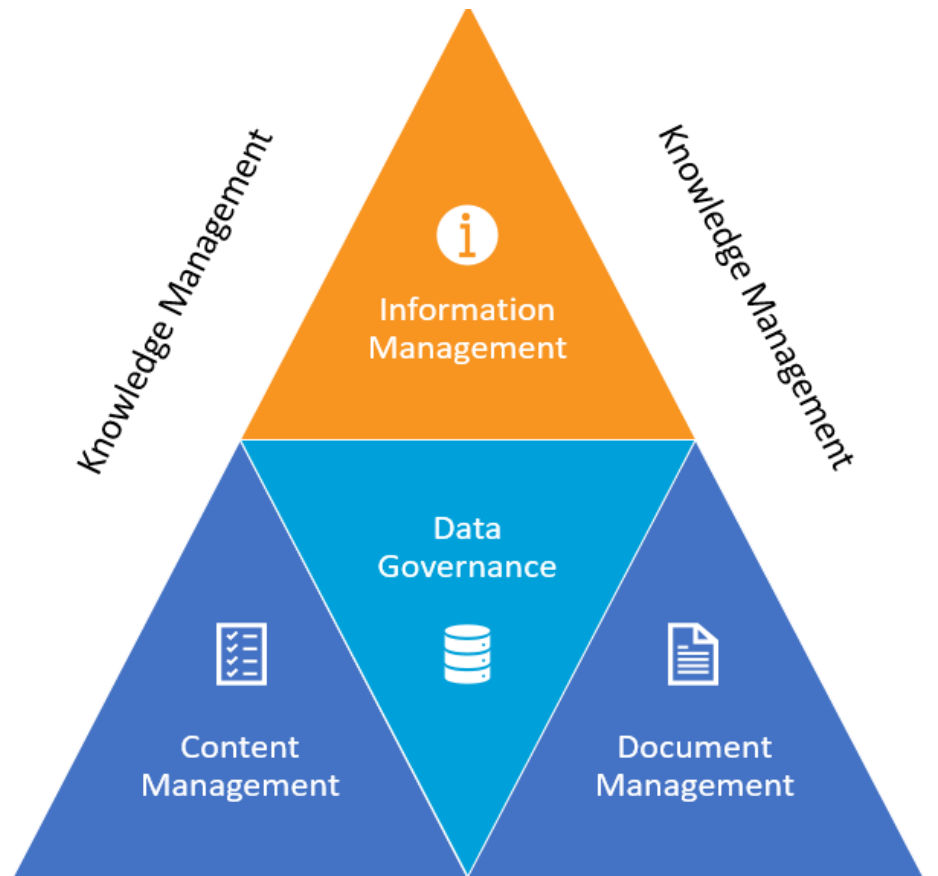 Knowledge Management
Knowledge Management
i
Information
Management
Data
Governance
Content
Management
Document
Management